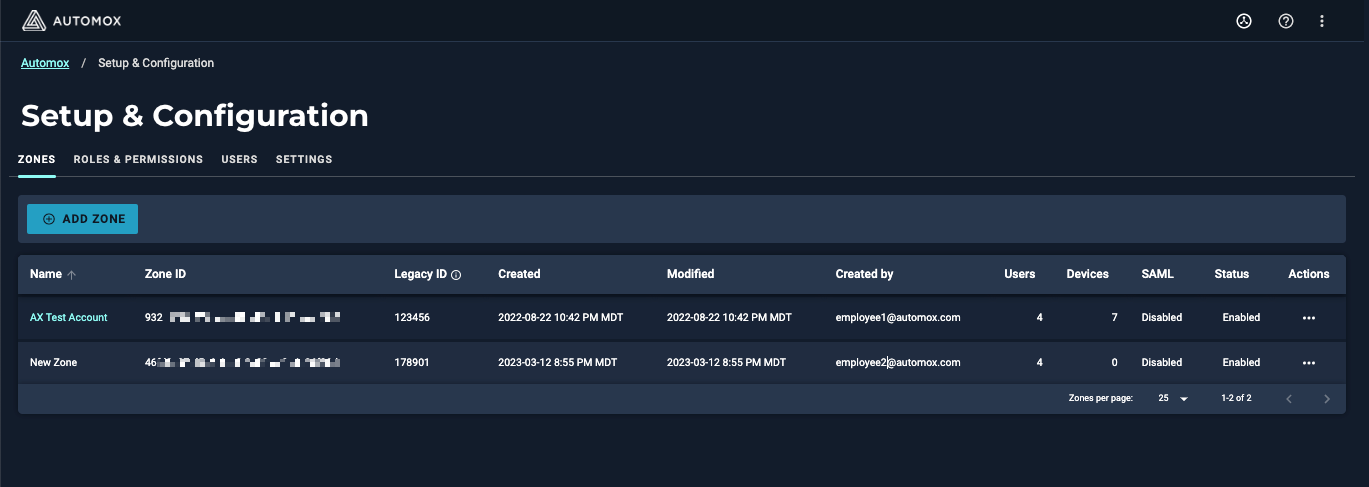 AUTOMOX
Automox / Setup & Configuration
Setup & Configuration
ZONES ROLES & PERMISSIONS USERS SETTINGS
ADD ZONE
Name Zone ID Legacy ID Created Modified Created by Users Devices SAML Status Actions
AX Test Account 932 123456 2022-08-22 10:42 PM MDT 2022-08-22 10:42 PM MDT employee1@automox.com 4 7 Disabled Enabled
New Zone 46 178901 2023-03-12 8:55 PM MDT 2023-03-12 8:55 PM MDT employee2@automox.com 4 0 Disabled Enabled
Zones per page: 25 1-2 of 2